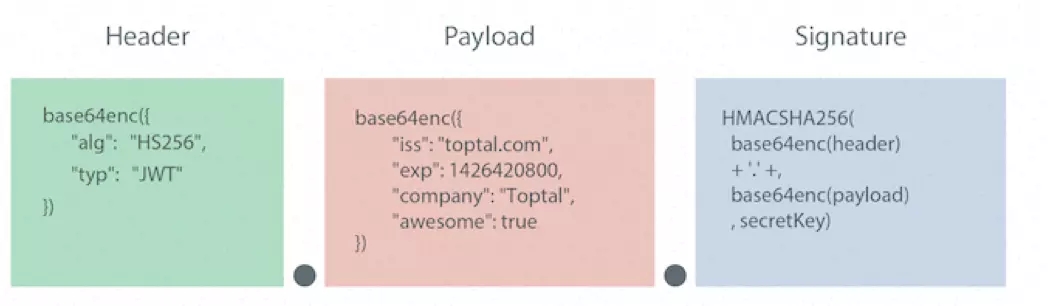 Header
Payload
Signature
base64enc({
"alg": "HS256",
"typ": "JWT"
})
base64enc({
"iss": "toptal.com",
"exp": 1426420800,
"company": "Toptal",
"awesome": true
})
HMACSHA256(
base64enc(header)
+ '.' +,
base64enc(payload)
, secretKey)